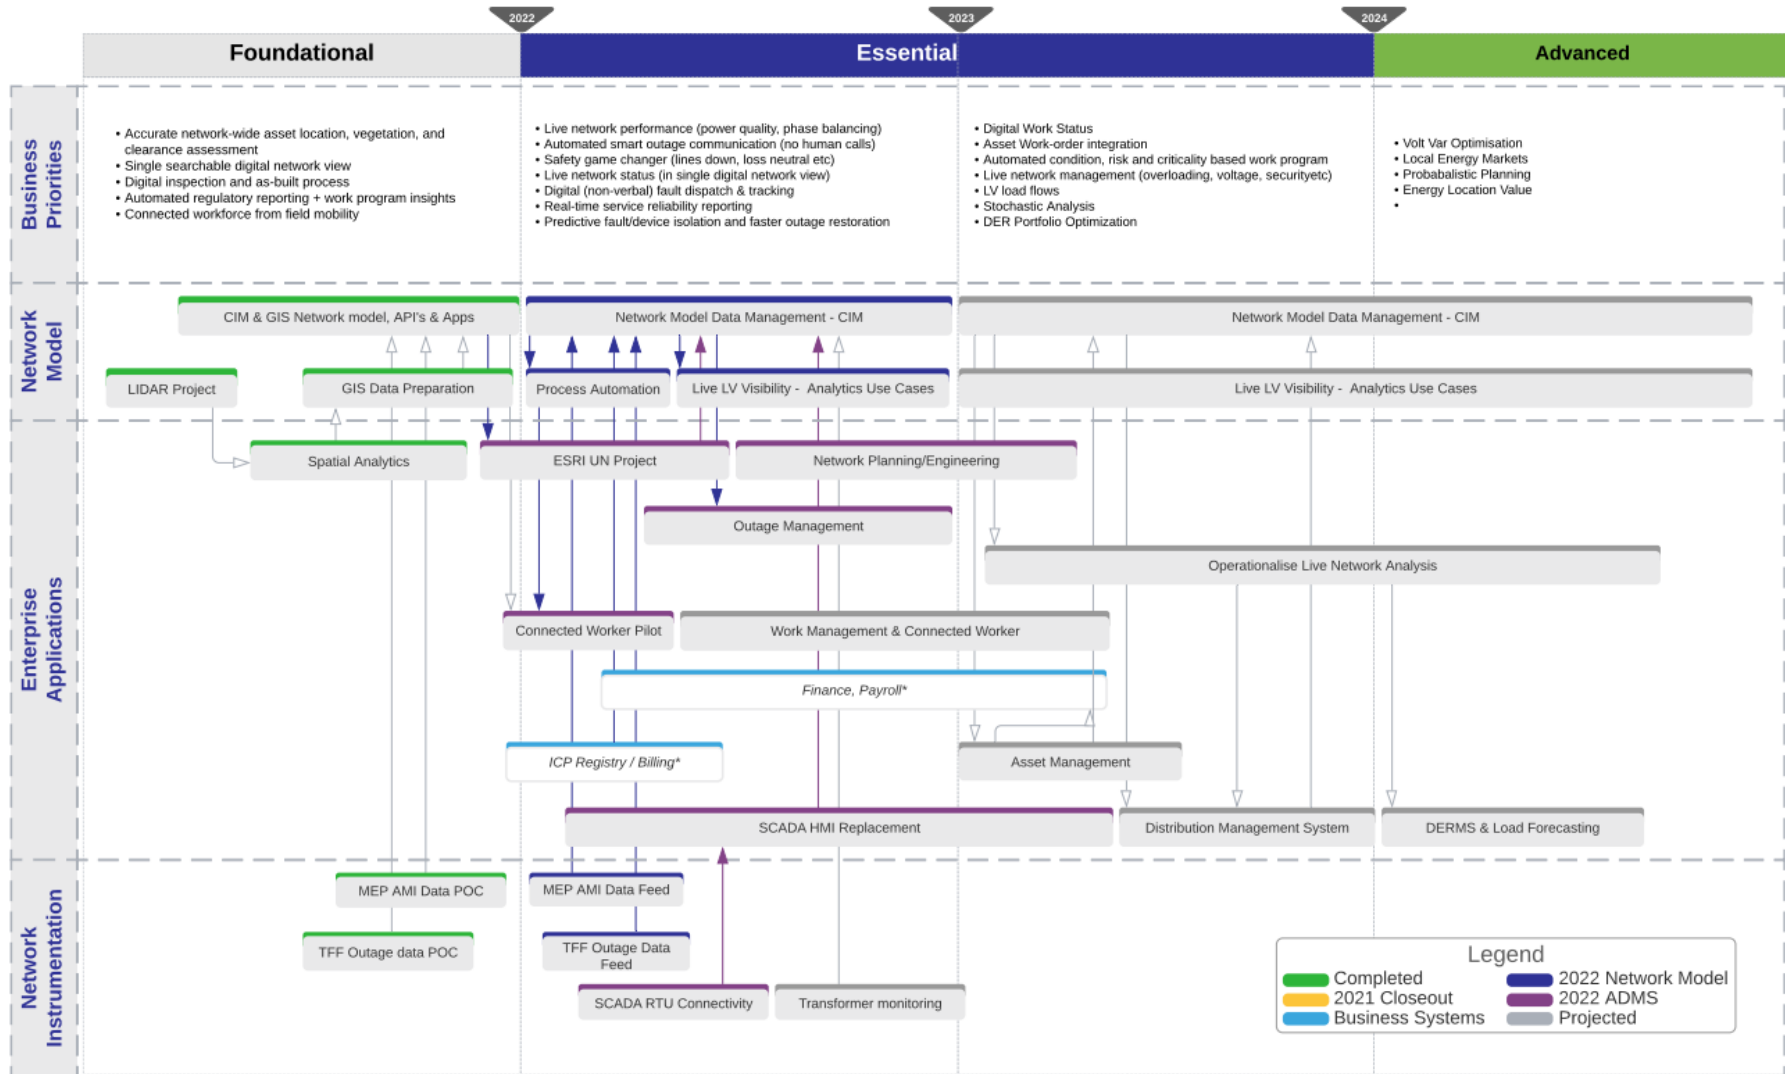 2022
2023
2024
Foundational
Essential
Advanced
Business
Priorities
• Accurate network-wide asset location, vegetation, and
clearance assessment
• Single searchable digital network view
• Digital inspection and as-built process
• Automated regulatory reporting + work program insights
• Connected workforce from field mobility
• Live network performance (power quality, phase balancing)
• Automated smart outage communication (no human calls)
• Safety game changer (lines down, loss neutral etc)
• Live network status (in single digital network view)
• Digital (non-verbal) fault dispatch & tracking
• Real-time service reliability reporting
• Predictive fault/device isolation and faster outage restoration
• Digital Work Status
• Asset Work-order integration
• Automated condition, risk and criticality based work program
• Live network management (overloading, voltage, securityetc)
• LV load flows
• Stochastic Analysis
• DER Portfolio Optimization
• Volt Var Optimisation
• Local Energy Markets
• Probabalistic Planning
• Energy Location Value
•
Network
Model
CIM & GIS Network model, API's & Apps
Network Model Data Management - CIM
Network Model Data Management - CIM
LIDAR Project
GIS Data Preparation
Process Automation
Live LV Visibility - Analytics Use Cases
Live LV Visibility - Analytics Use Cases
Enterprise
Applications
Spatial Analytics
ESRI UN Project
Network Planning/Engineering
Outage Management
Operationalise Live Network Analysis
Connected Worker Pilot
Work Management & Connected Worker
Finance, Payroll*
ICP Registry / Billing*
Asset Management
SCADA HMI Replacement
Distribution Management System
DERMS & Load Forecasting
Network
Instrumentation
MEP AMI Data POC
MEP AMI Data Feed
TFF Outage data POC
TFF Outage Data
Feed
SCADA RTU Connectivity
Transformer monitoring
Legend
Completed
2022 Network Model
2021 Closeout
2022 ADMS
Business Systems
Projected